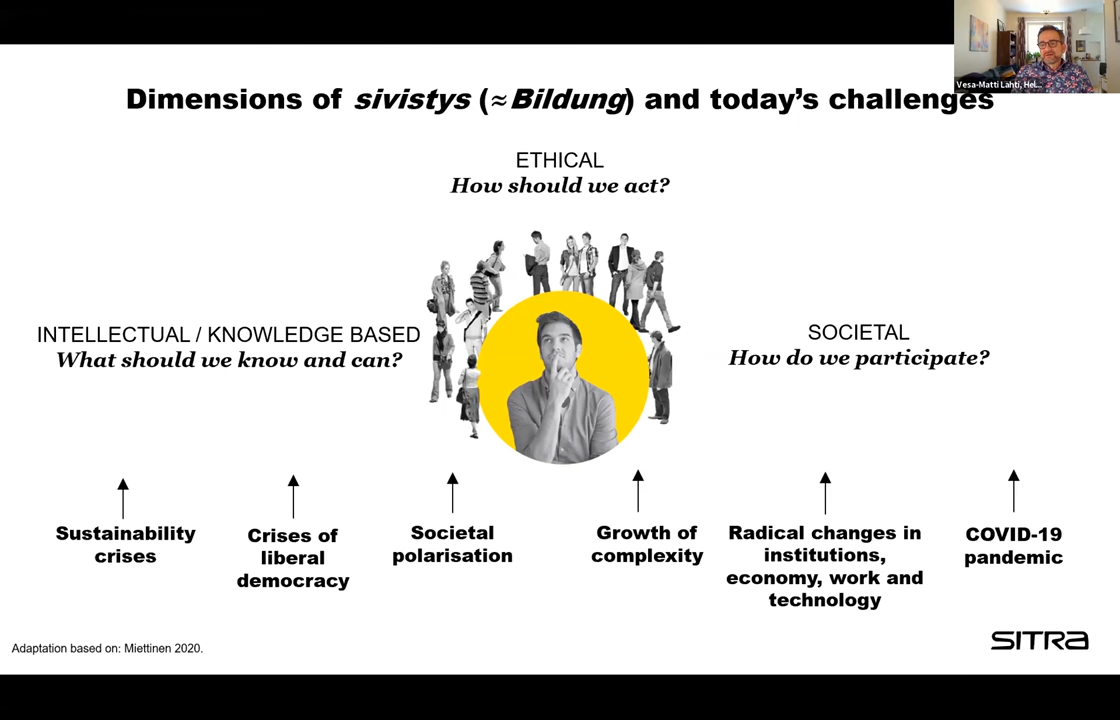 Vesa-Matti Lahti, Hel...
Dimensions of sivistys (≈Bildung) and today's challenges
ETHICAL
How should we act?
INTELLECTUAL / KNOWLEDGE BASED
What should we know and can?
SOCIETAL
How do we participate?
Sustainability
crises
Crises of
liberal
democracy
Societal
polarisation
Growth of
complexity
Radical changes in
institutions,
economy, work and
technology
COVID-19
pandemic
Adaptation based on: Miettinen 2020.
SITRA